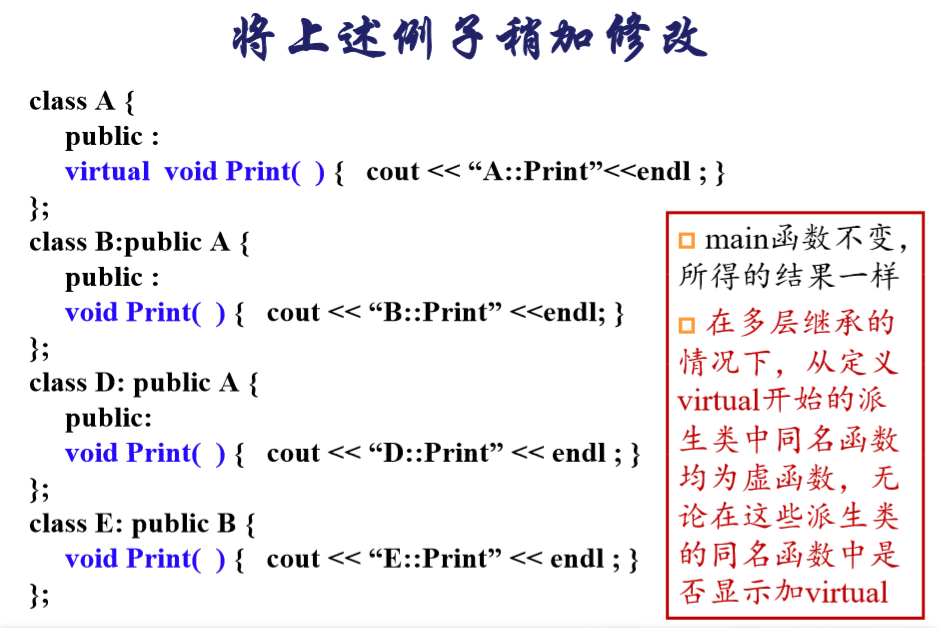 将上述例子稍加修改
class A {
public :
virtual void Print( ) { cout << “A::Print”<<endl ; }
};
class B:public A {
public :
void Print( ) { cout << “B::Print” <<endl; }
};
class D: public A {
public:
void Print( ) { cout << “D::Print” << endl ; }
};
class E: public B {
void Print( ) { cout << “E::Print” << endl ; }
};
main函数不变，
所得的结果一样
在多层继承的
情况下，从定义
virtual开始的派
生类中同名函数
均为虚函数，无
论在这些派生类
的同名函数中是
否显示加virtual